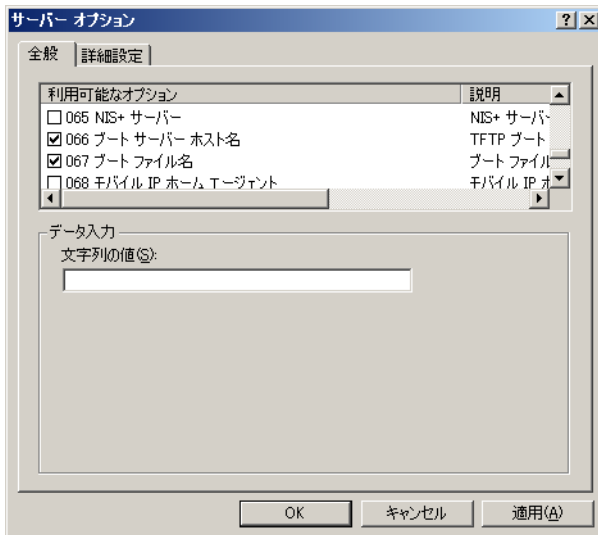 サーバー オプション
全般 詳細設定
利用可能なオプション 説明
065 NIS+ サーバー NIS+ サーバ
066 ブート サーバー ホスト名 TFTP ブート
067 ブート ファイル名 ブート ファイル
068 モバイル IP ホーム エージェント モバイル IP ホ
データ入力
文字列の値(S):
OK キャンセル 適用(A)